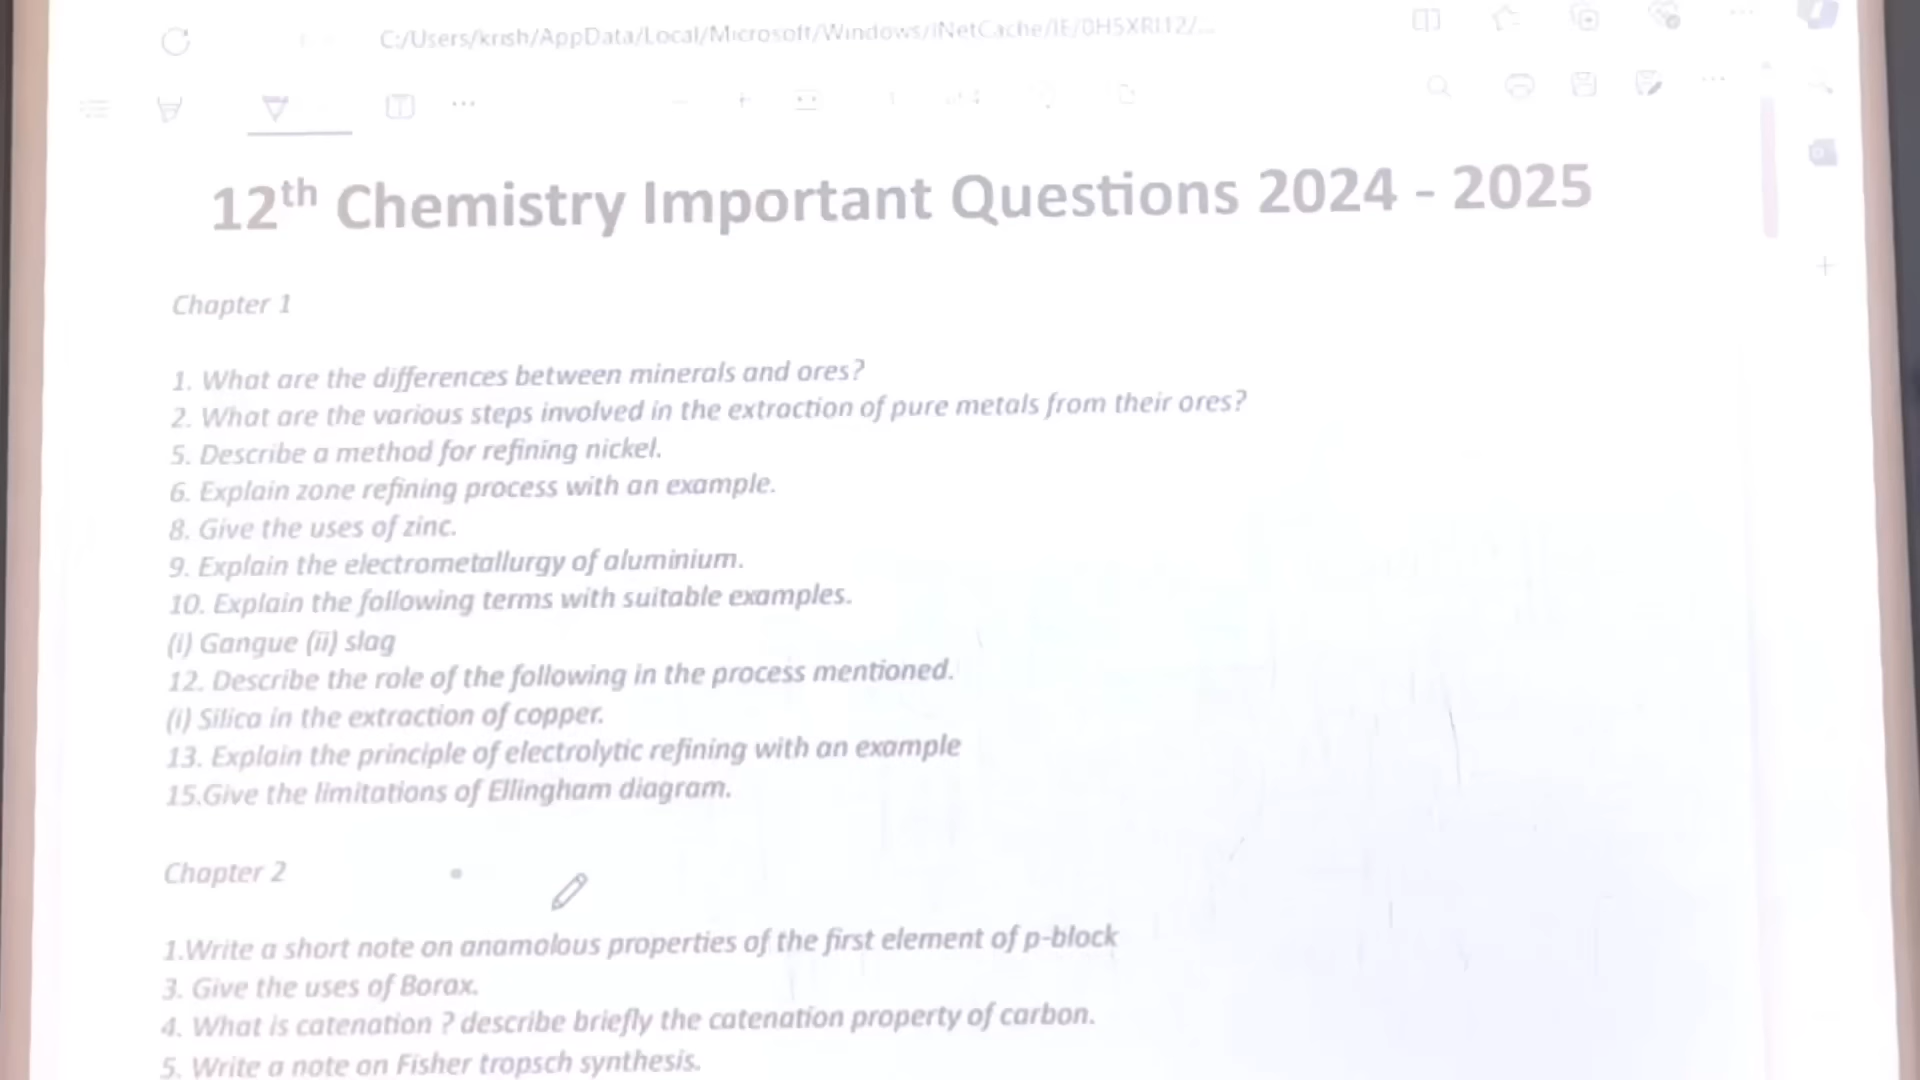 C:/Users/krish/AppData/Local/Microsoft/Windows/INetCache/IE/0H5XRI12/...
12th Chemistry Important Questions 2024 - 2025
Chapter 1
1. What are the differences between minerals and ores?
2. What are the various steps involved in the extraction of pure metals from their ores?
5. Describe a method for refining nickel.
6. Explain zone refining process with an example.
8. Give the uses of zinc.
9. Explain the electrometallurgy of aluminium.
10. Explain the following terms with suitable examples.
(i) Gangue (ii) slag
12. Describe the role of the following in the process mentioned.
(i) Silica in the extraction of copper.
13. Explain the principle of electrolytic refining with an example
15.Give the limitations of Ellingham diagram.
Chapter 2
1.Write a short note on anamolous properties of the first element of p-block
3. Give the uses of Borax.
4. What is catenation ? describe briefly the catenation property of carbon.
5. Write a note on Fisher tropsch synthesis.